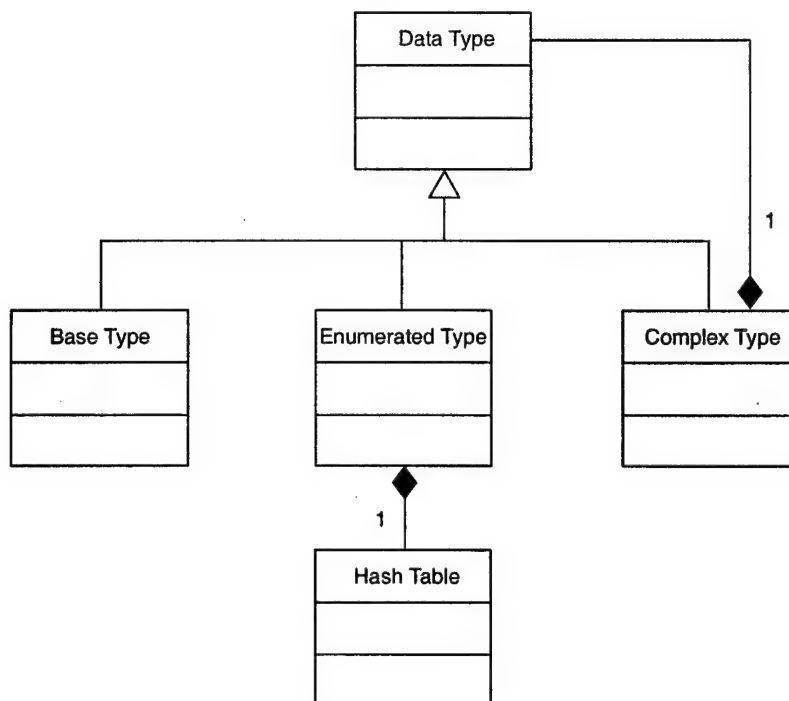 Data Type
1
Base Type
Enumerated Type
Complex Type
1
Hash Table